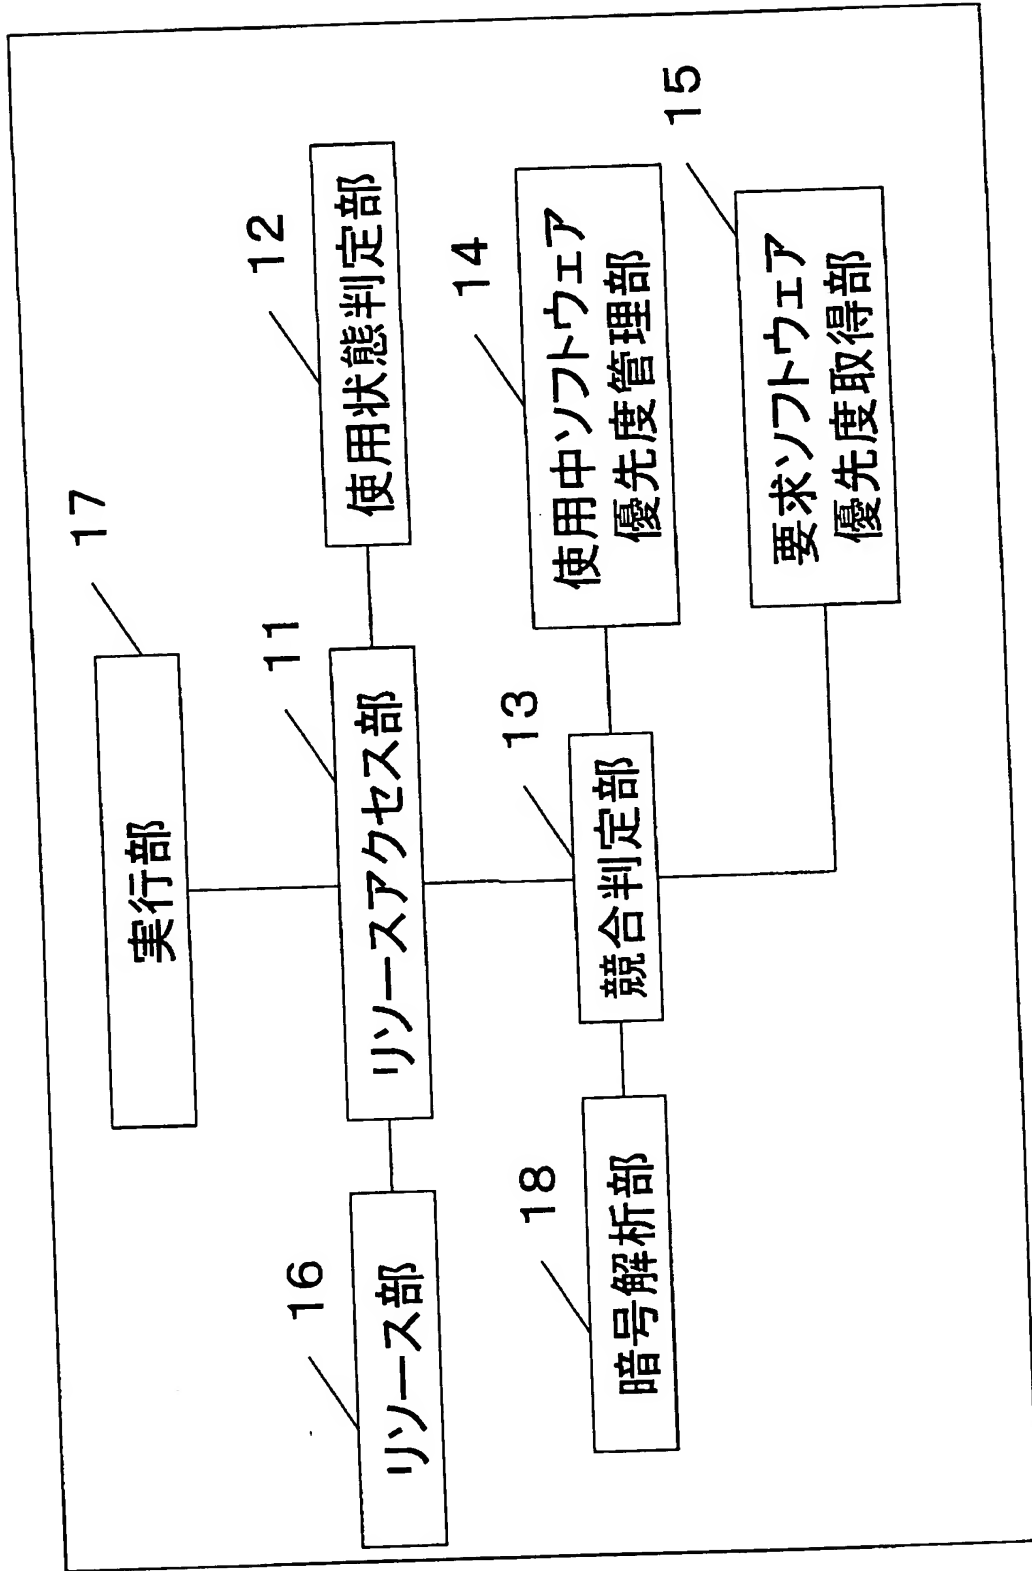 17
実行部
16
リソース部
11
リソースアクセス部
12
使用状態判定部
18
暗号解析部
13
競合判定部
14
使用中ソフトウェア
優先度管理部
15
要求ソフトウェア
優先度取得部